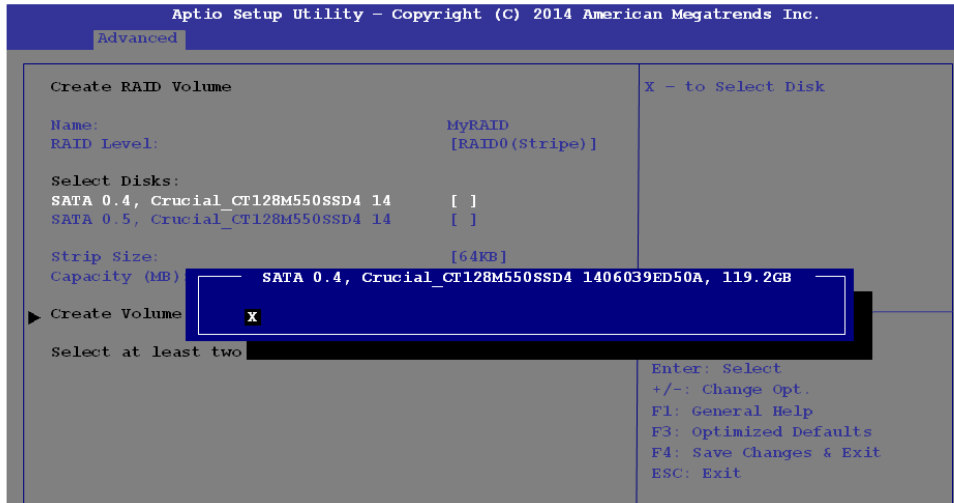 Aptio Setup Utility – Copyright (C) 2014 American Megatrends Inc.
Advanced
Create RAID Volume
Name: MyRAID
RAID Level: [RAID0(Stripe)]
Select Disks:
SATA 0.4, Crucial_CT128M550SSD4 14 [ ]
SATA 0.5, Crucial_CT128M550SSD4 14 [ ]
Strip Size: [64KB]
Capacity (MB):
Create Volume
Select at least two
SATA 0.4, Crucial_CT128M550SSD4 1406039ED50A, 119.2GB
X
X – to Select Disk
Enter: Select
+/-: Change Opt.
F1: General Help
F3: Optimized Defaults
F4: Save Changes & Exit
ESC: Exit